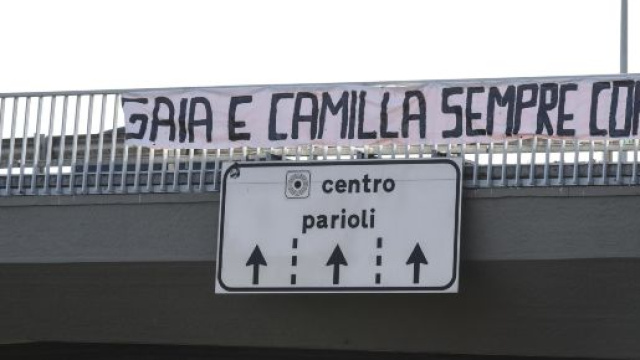 GAIA E CAMILLA SEMPRE CO
centro
parioli